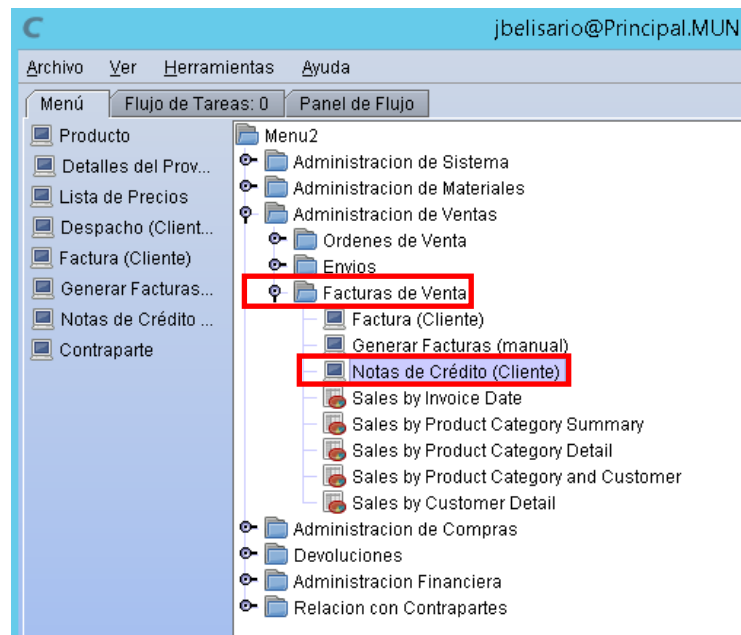 C jbelisario@Principal.MUN
Archivo Ver Herramientas Ayuda
Menú Flujo de Tareas: 0 Panel de Flujo
Producto
Detalles del Prov...
Lista de Precios
Despacho (Client...
Factura (Cliente)
Generar Facturas...
Notas de Crédito ...
Contraparte
Menu2
Administracion de Sistema
Administracion de Materiales
Administracion de Ventas
Ordenes de Venta
Envios
Facturas de Venta
Factura (Cliente)
Generar Facturas (manual)
Notas de Crédito (Cliente)
Sales by Invoice Date
Sales by Product Category Summary
Sales by Product Category Detail
Sales by Product Category and Customer
Sales by Customer Detail
Administracion de Compras
Devoluciones
Administracion Financiera
Relacion con Contrapartes